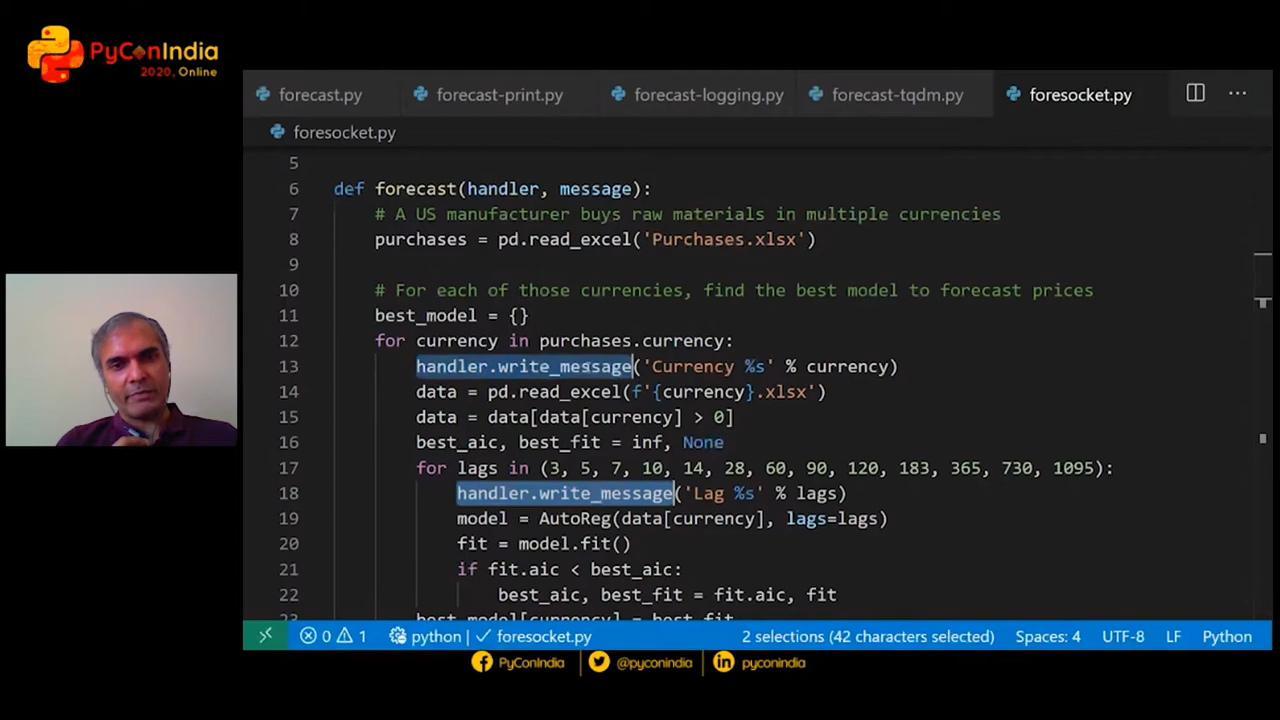 PyConIndia
2020, Online
forecast.py forecast-print.py forecast-logging.py forecast-tqdm.py foresocket.py ...
foresocket.py
5
6 def forecast(handler, message):
7 # A US manufacturer buys raw materials in multiple currencies
8 purchases = pd.read_excel('Purchases.xlsx')
9
10 # For each of those currencies, find the best model to forecast prices
11 best_model = {}
12 for currency in purchases.currency:
13 handler.write_message('Currency %s' % currency)
14 data = pd.read_excel(f'{currency}.xlsx')
15 data = data[data[currency] > 0]
16 best_aic, best_fit = inf, None
17 for lags in (3, 5, 7, 10, 14, 28, 60, 90, 120, 183, 365, 730, 1095):
18 handler.write_message('Lag %s' % lags)
19 model = AutoReg(data[currency], lags=lags)
20 fit = model.fit()
21 if fit.aic < best_aic:
22 best_aic, best_fit = fit.aic, fit
23 best_model[currency] = best_fit
0 1 python foresocket.py 2 selections (42 characters selected) Spaces: 4 UTF-8 LF Python
PyConIndia @pyconindia pyconindia